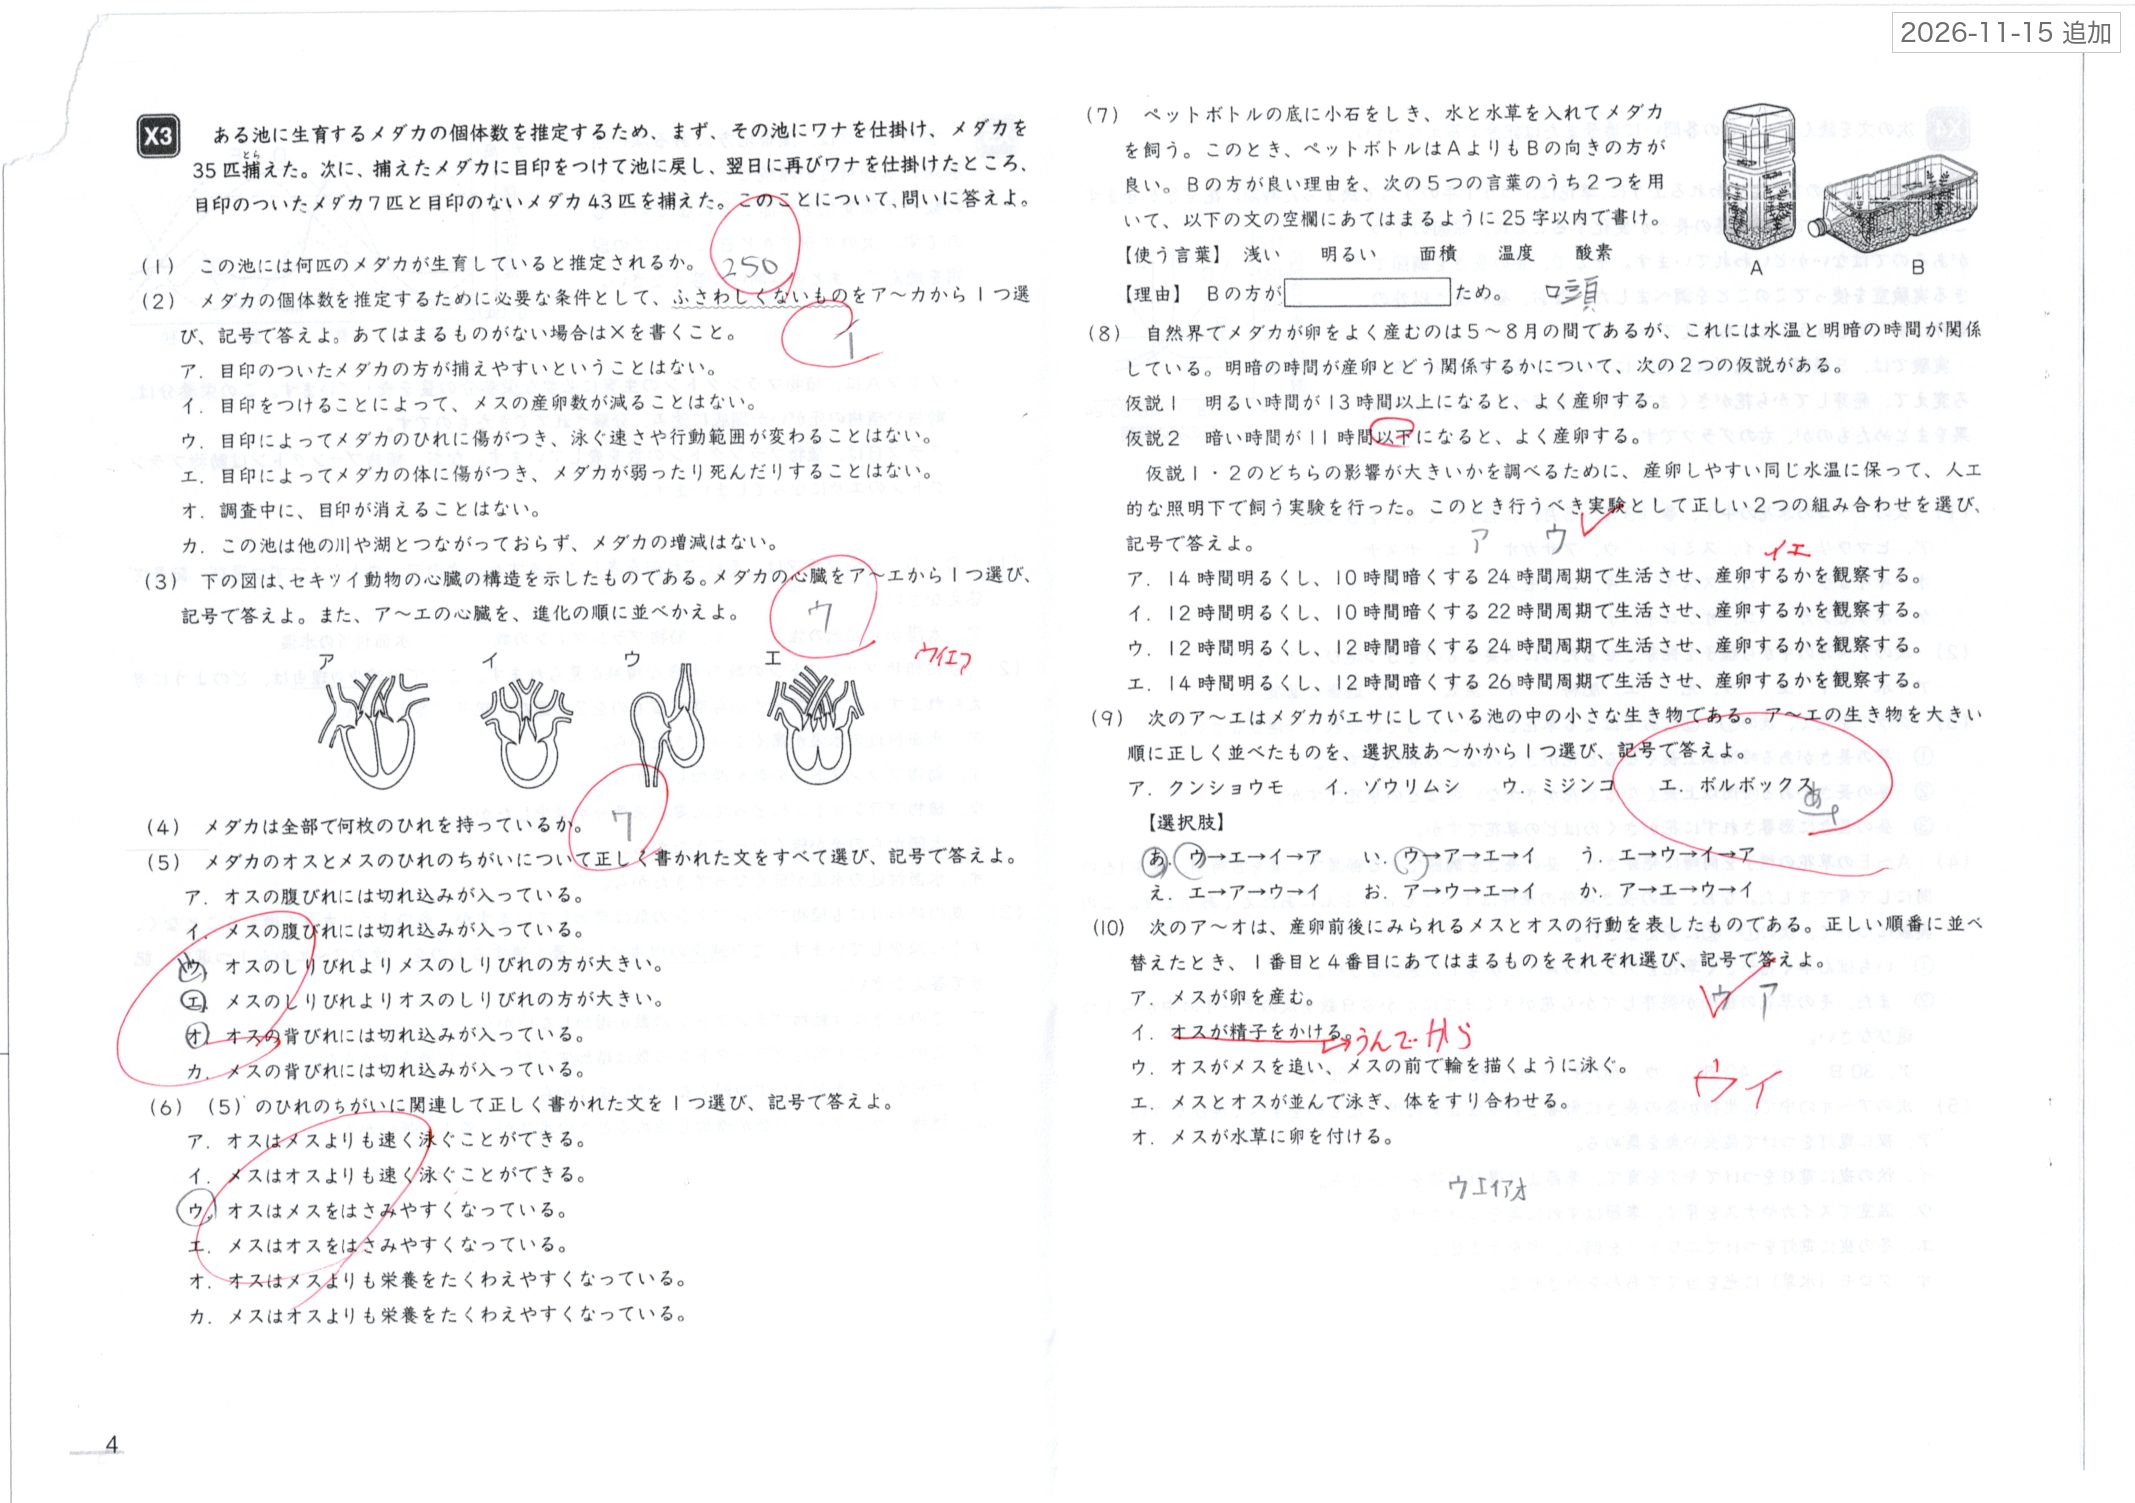 2026-11-15 追加
X3 ある池に生育するメダカの個体数を推定するため、まず、その池にワナを仕掛け、メダカを
とら
35匹捕えた。次に、捕えたメダカに目印をつけて池に戻し、翌日に再びワナを仕掛けたところ、
目印のついたメダカ7匹と目印のないメダカ43匹を捕えた。このことについて、問いに答えよ。
(1) この池には何匹のメダカが生育していると推定されるか。 250
(2) メダカの個体数を推定するために必要な条件として、ふさわしくないものをア～カから1つ選
び、記号で答えよ。あてはまるものがない場合は×を書くこと。 イ
ア. 目印のついたメダカの方が捕えやすいということはない。
イ. 目印をつけることによって、メスの産卵数が減ることはない。
ウ. 目印によってメダカのひれに傷がつき、泳ぐ速さや行動範囲が変わることはない。
エ. 目印によってメダカの体に傷がつき、メダカが弱ったり死んだりすることはない。
オ. 調査中に、目印が消えることはない。
カ. この池は他の川や湖とつながっておらず、メダカの増減はない。
(3) 下の図は、セキツイ動物の心臓の構造を示したものである。メダカの心臓をア～エから1つ選び、
記号で答えよ。また、ア～エの心臓を、進化の順に並べかえよ。 ウ
ウイエア
ア イ ウ エ
(4) メダカは全部で何枚のひれを持っているか。 7
(5) メダカのオスとメスのひれのちがいについて正しく書かれた文をすべて選び、記号で答えよ。
ア. オスの腹びれには切れ込みが入っている。
イ. メスの腹びれには切れ込みが入っている。
ウ. オスのしりびれよりメスのしりびれの方が大きい。
エ. メスのしりびれよりオスのしりびれの方が大きい。
オ. オスの背びれには切れ込みが入っている。
カ. メスの背びれには切れ込みが入っている。
(6) (5)のひれのちがいに関連して正しく書かれた文を1つ選び、記号で答えよ。
ア. オスはメスよりも速く泳ぐことができる。
イ. メスはオスよりも速く泳ぐことができる。
ウ. オスはメスをはさみやすくなっている。
エ. メスはオスをはさみやすくなっている。
オ. オスはメスよりも栄養をたくわえやすくなっている。
カ. メスはオスよりも栄養をたくわえやすくなっている。
4
(7) ペットボトルの底に小石をしき、水と水草を入れてメダカ
を飼う。このとき、ペットボトルはAよりもBの向きの方が
良い。Bの方が良い理由を、次の5つの言葉のうち2つを用
いて、以下の文の空欄にあてはまるように25字以内で書け。
【使う言葉】 浅い 明るい 面積 温度 酸素
A B
【理由】 Bの方が ため。 口頭
(8) 自然界でメダカが卵をよく産むのは5～8月の間であるが、これには水温と明暗の時間が関係
している。明暗の時間が産卵とどう関係するかについて、次の2つの仮説がある。
仮説1 明るい時間が13時間以上になると、よく産卵する。
仮説2 暗い時間が11時間以下になると、よく産卵する。
仮説1・2のどちらの影響が大きいかを調べるために、産卵しやすい同じ水温に保って、人工
的な照明下で飼う実験を行った。このとき行うべき実験として正しい2つの組み合わせを選び、
記号で答えよ。 ア ウ イエ
ア. 14時間明るくし、10時間暗くする24時間周期で生活させ、産卵するかを観察する。
イ. 12時間明るくし、10時間暗くする22時間周期で生活させ、産卵するかを観察する。
ウ. 12時間明るくし、12時間暗くする24時間周期で生活させ、産卵するかを観察する。
エ. 14時間明るくし、12時間暗くする26時間周期で生活させ、産卵するかを観察する。
(9) 次のア～エはメダカがエサにしている池の中の小さな生き物である。ア～エの生き物を大きい
順に正しく並べたものを、選択肢あ～かから1つ選び、記号で答えよ。
ア. クンショウモ イ. ゾウリムシ ウ. ミジンコ エ. ボルボックス
あ
【選択肢】
あ. ウ→エ→イ→ア い. ウ→ア→エ→イ う. エ→ウ→イ→ア
え. エ→ア→ウ→イ お. ア→ウ→エ→イ か. ア→エ→ウ→イ
(10) 次のア～オは、産卵前後にみられるメスとオスの行動を表したものである。正しい順番に並べ
替えたとき、1番目と4番目にあてはまるものをそれぞれ選び、記号で答えよ。
ア. メスが卵を産む。 ウ ア
イ. オスが精子をかける。 →うんでから
ウ. オスがメスを追い、メスの前で輪を描くように泳ぐ。 ウイ
エ. メスとオスが並んで泳ぎ、体をすり合わせる。
オ. メスが水草に卵を付ける。
ウエイアオ